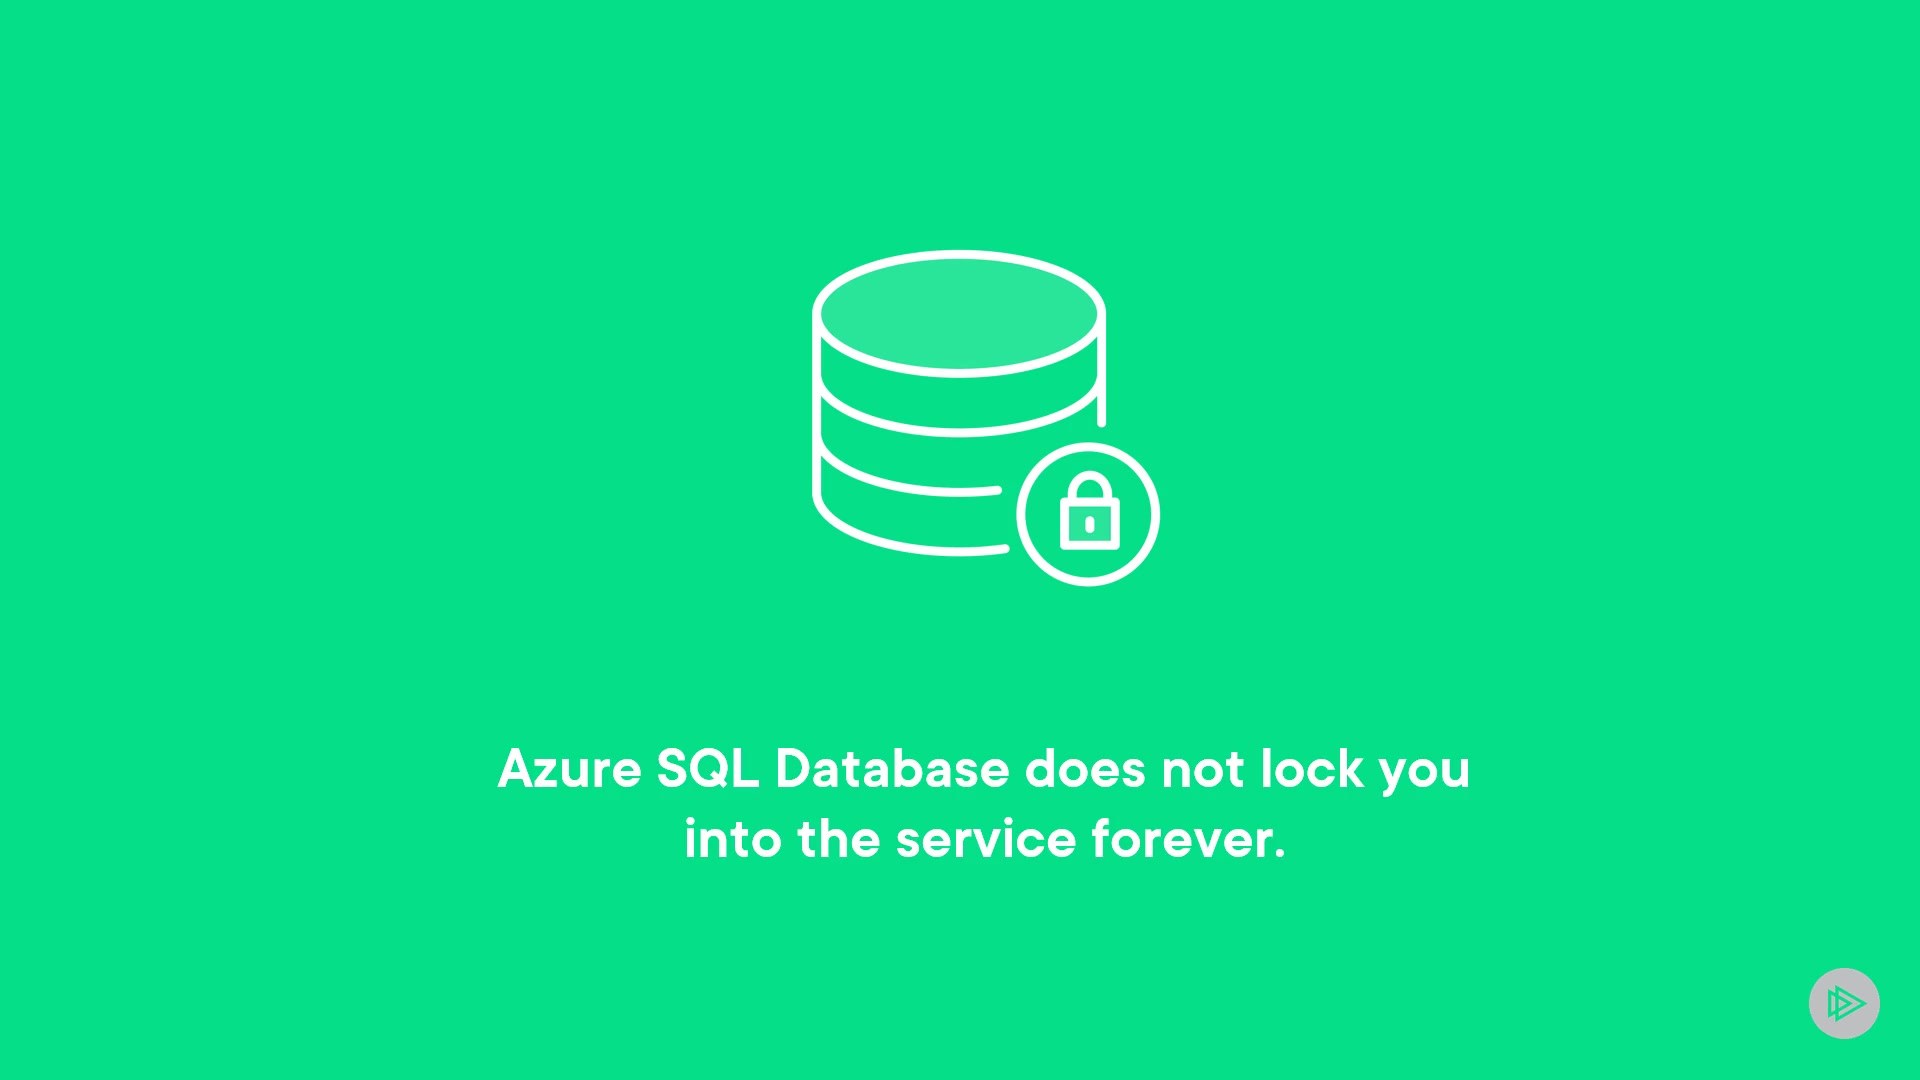 Azure SQL Database does not lock you
into the service forever.